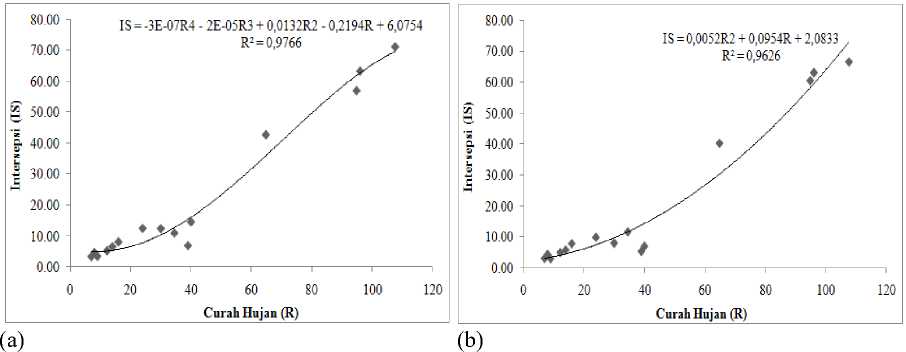 IS = -3E-07R4 - 2E-05R3 + 0,0132R2 - 0,2194R + 6,0754
R² = 0,9766
80.00
70.00
60.00
50.00
40.00
30.00
20.00
10.00
0.00
Intersepsi (IS)
0 20 40 60 80 100 120
Curah Hujan (R)
(a)
IS = 0,0052R2 + 0,0954R + 2,0833
R² = 0,9626
80.00
70.00
60.00
50.00
40.00
30.00
20.00
10.00
0.00
Intersepsi (IS)
0 20 40 60 80 100 120
Curah Hujan (R)
(b)